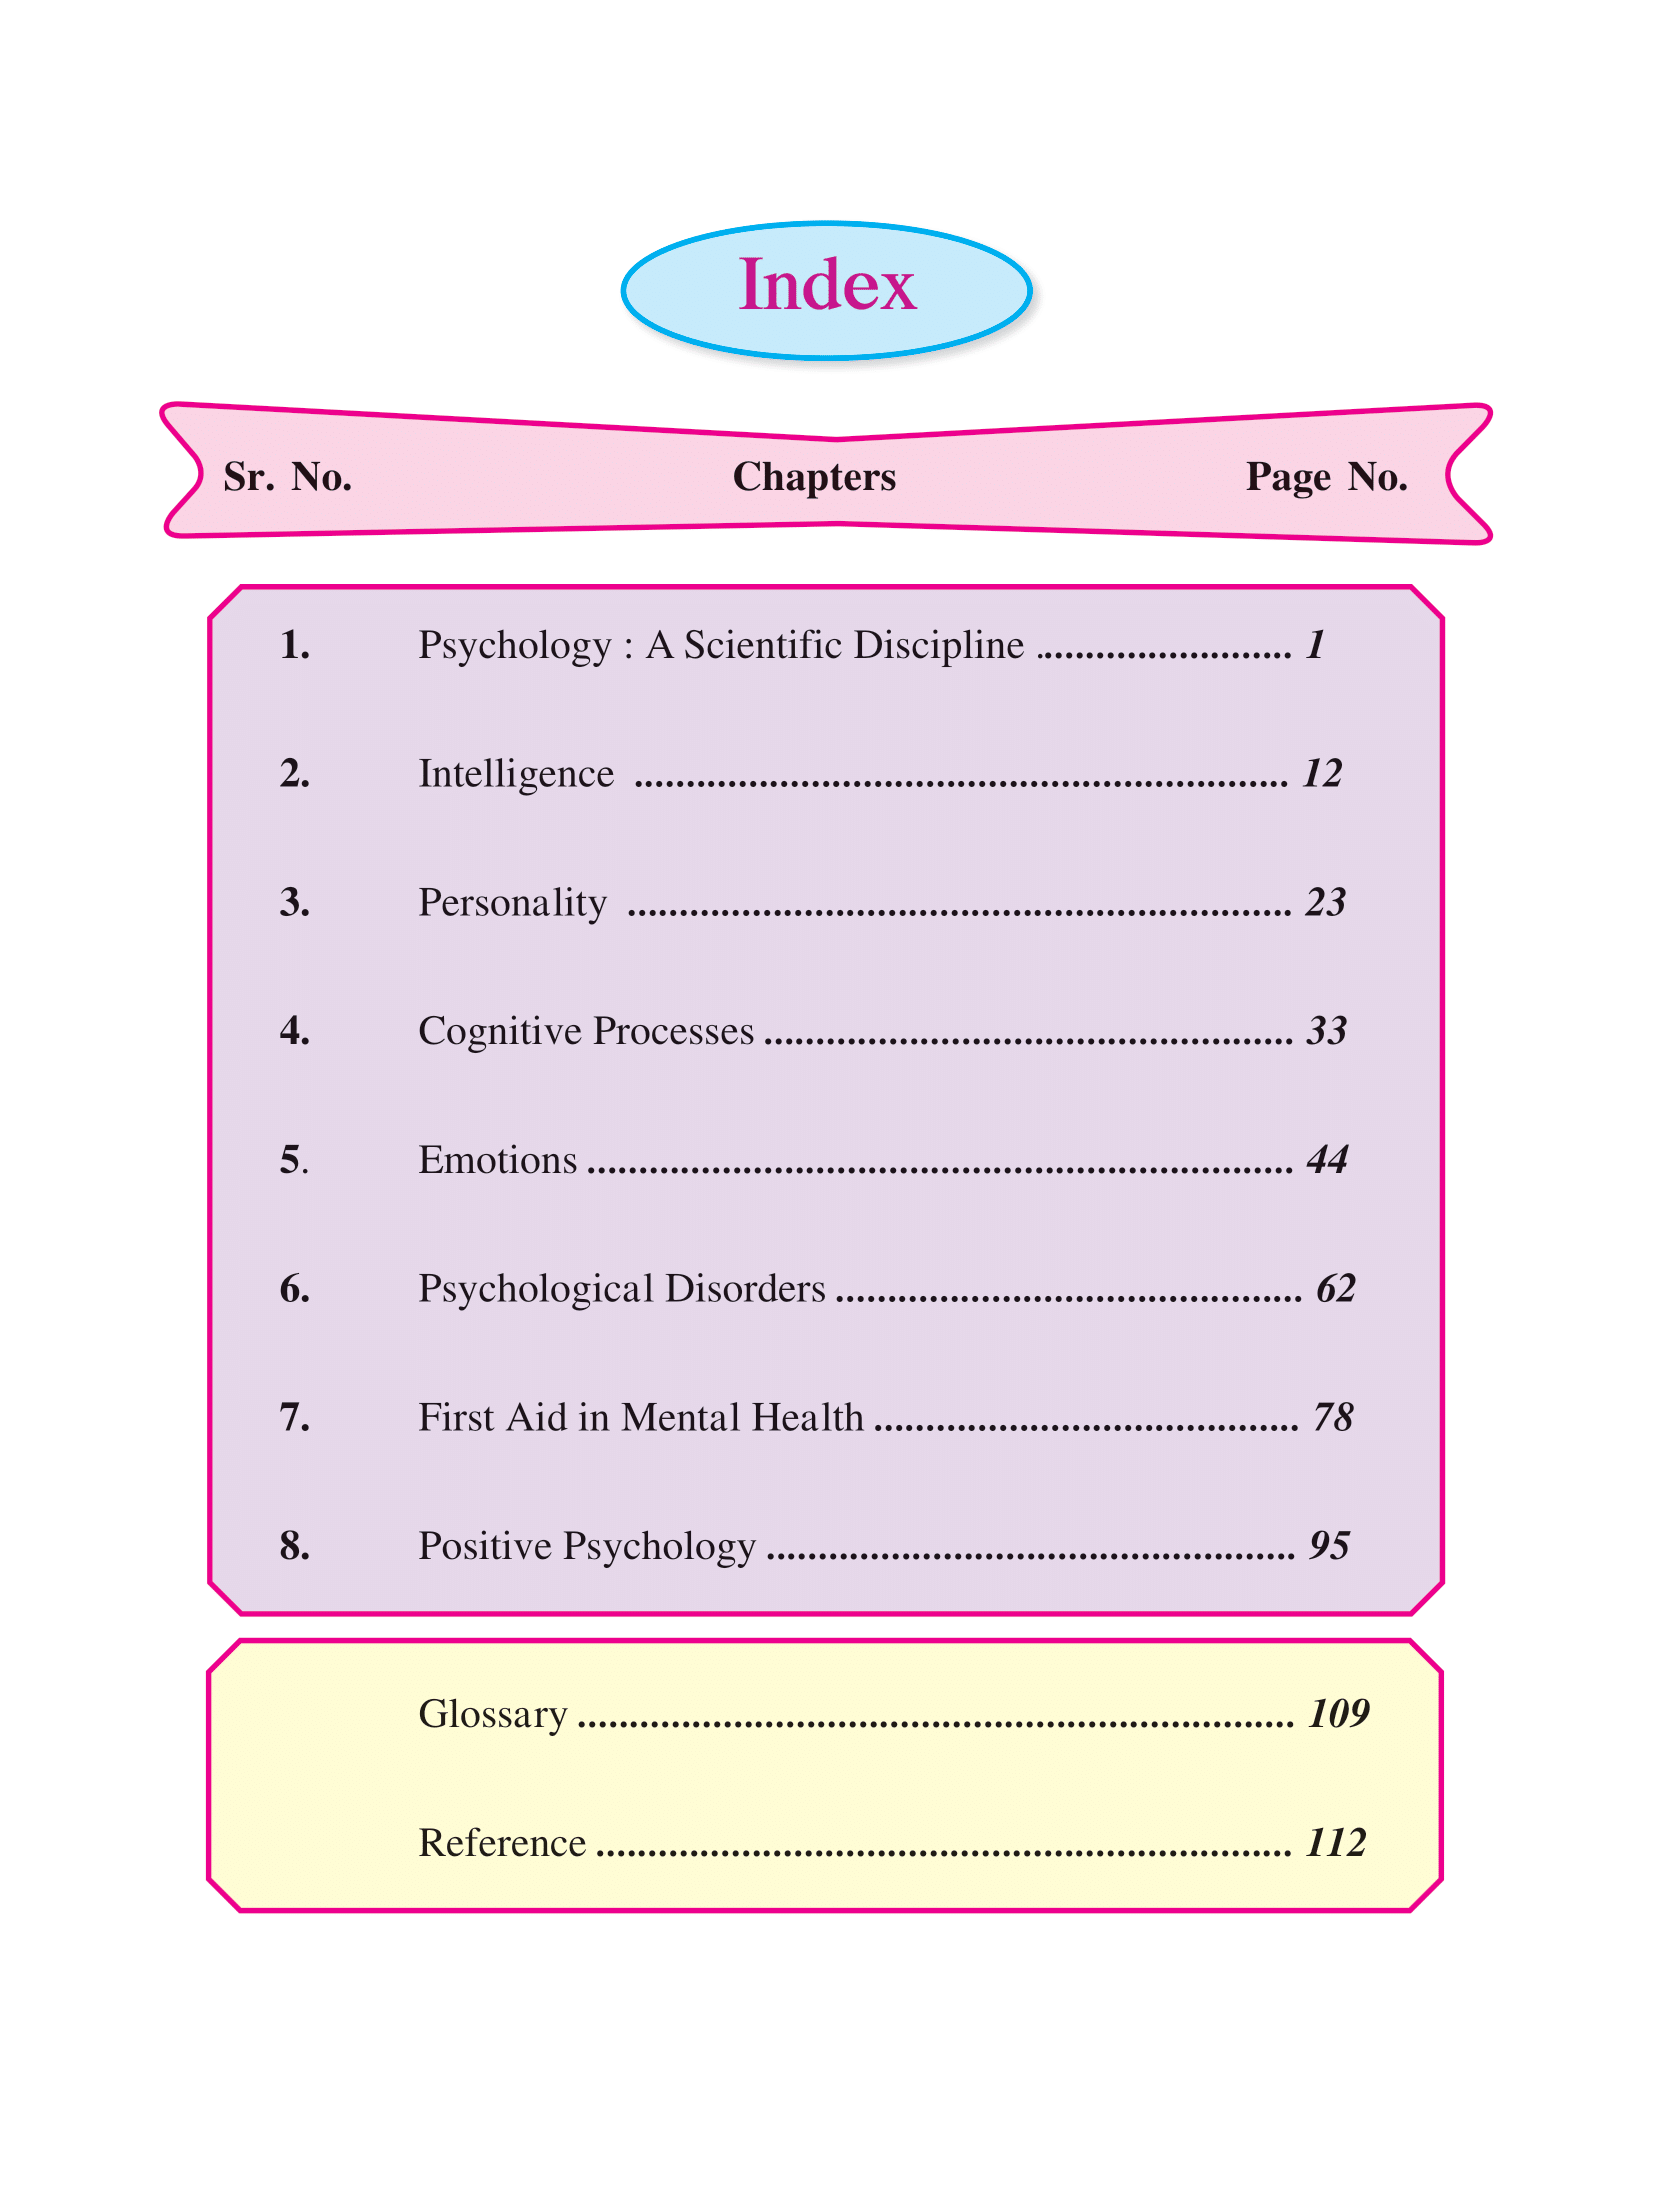 Index
Sr. No. Chapters Page No.
1. Psychology : A Scientific Discipline ........................ 1
2. Intelligence ............................................................... 12
3. Personality ................................................................ 23
4. Cognitive Processes ................................................... 33
5. Emotions .................................................................... 44
6. Psychological Disorders ............................................. 62
7. First Aid in Mental Health ......................................... 78
8. Positive Psychology ................................................... 95
Glossary ..................................................................... 109
Reference ................................................................... 112